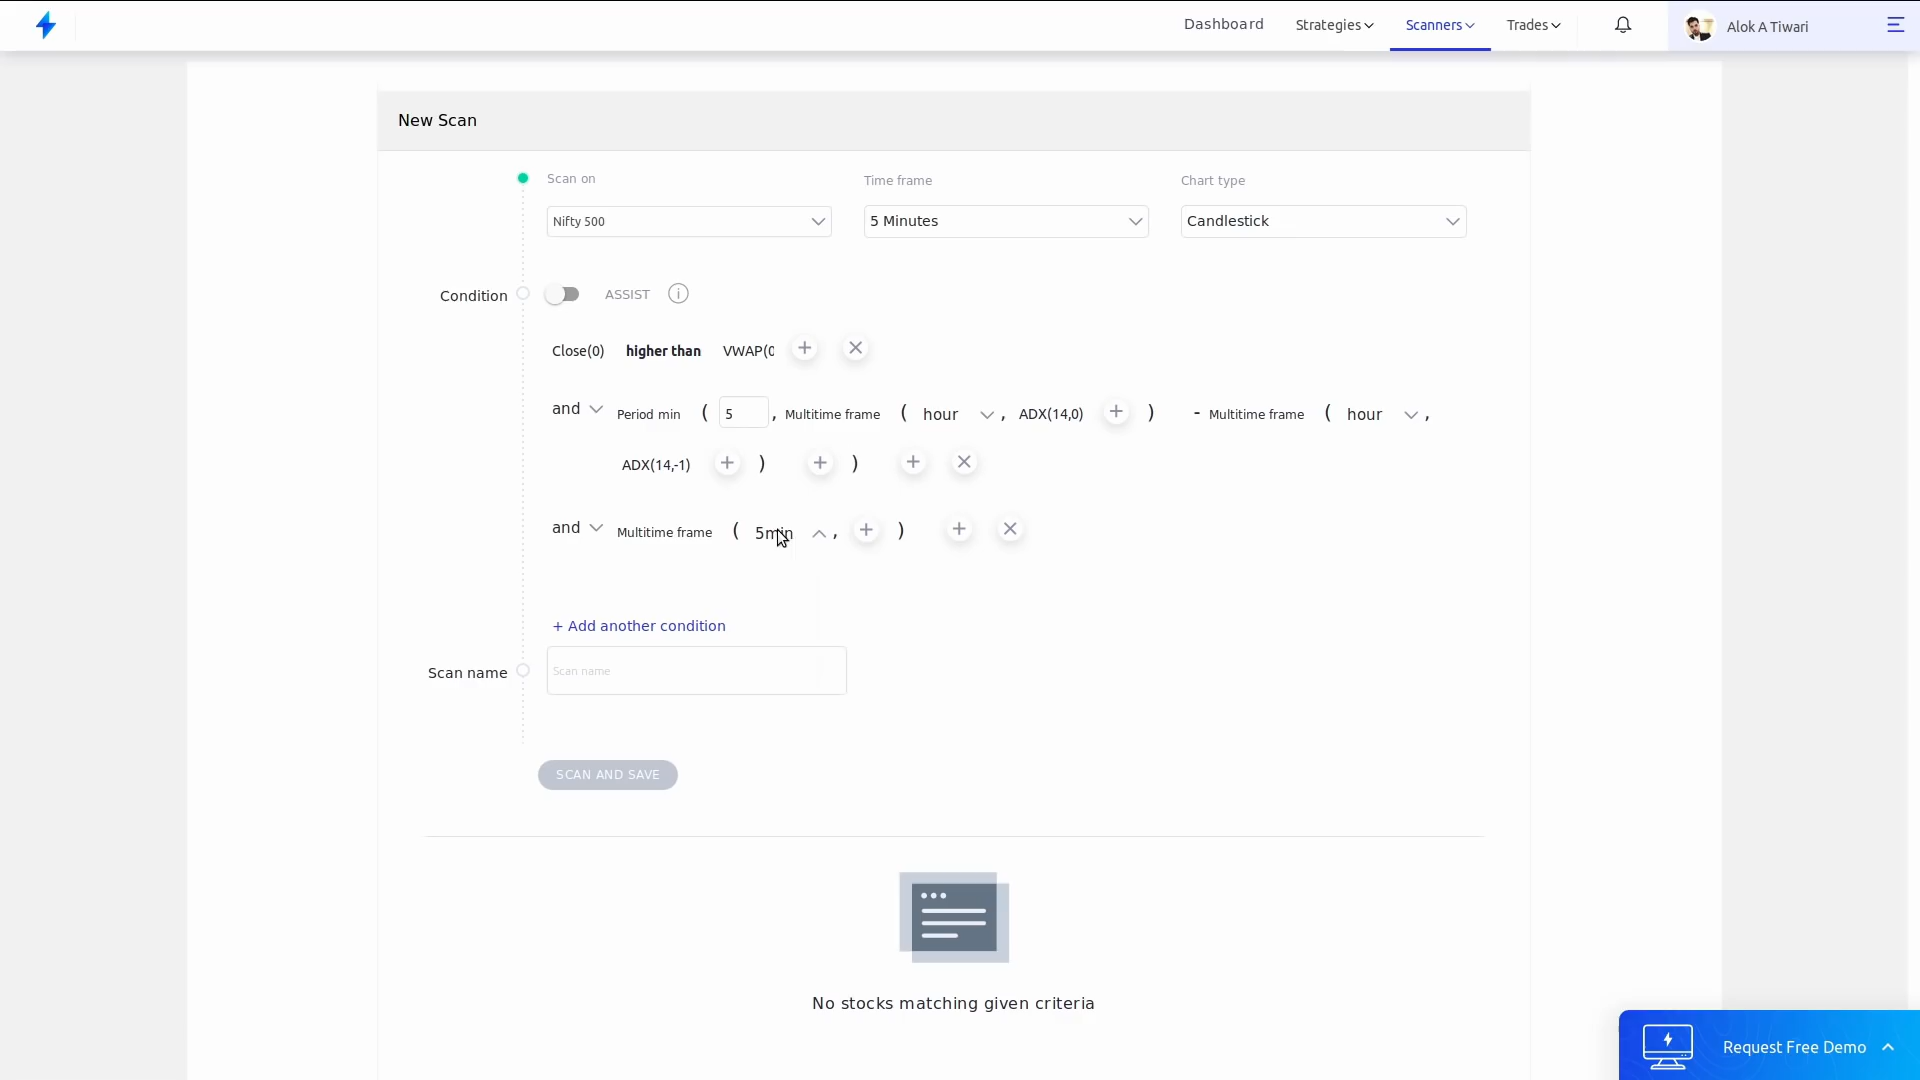 Dashboard Strategies Scanners Trades Alok A Tiwari
New Scan
Scan on Time frame Chart type
Nifty 500 5 Minutes Candlestick
Condition ASSIST i
Close(0) higher than VWAP(0 + ×
and Period min ( 5 , Multitime frame ( hour , ADX(14,0) + ) - Multitime frame ( hour ,
ADX(14,-1) + ) + ) + ×
and Multitime frame ( 5min , + ) + ×
+ Add another condition
Scan name Scan name
SCAN AND SAVE
No stocks matching given criteria
Request Free Demo